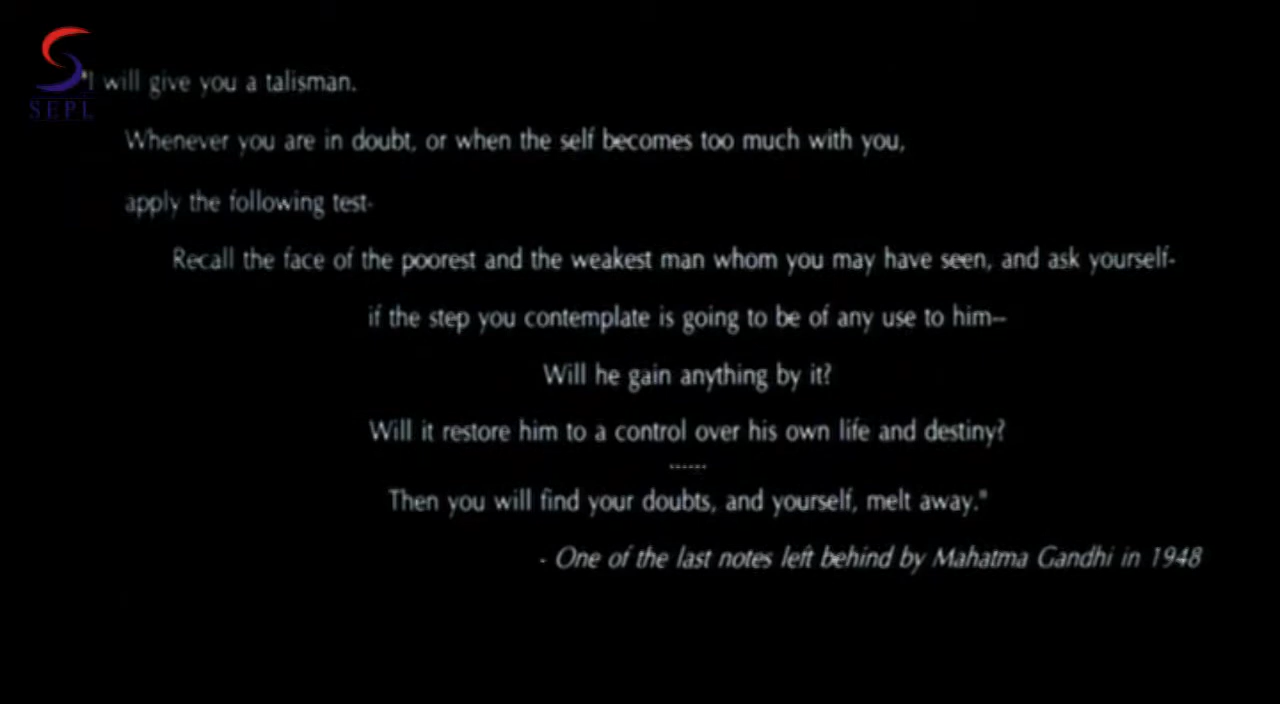 SEPL
"I will give you a talisman.
Whenever you are in doubt, or when the self becomes too much with you,
apply the following test-
Recall the face of the poorest and the weakest man whom you may have seen, and ask yourself-
if the step you contemplate is going to be of any use to him--
Will he gain anything by it?
Will it restore him to a control over his own life and destiny?
------
Then you will find your doubts, and yourself, melt away."
- One of the last notes left behind by Mahatma Gandhi in 1948